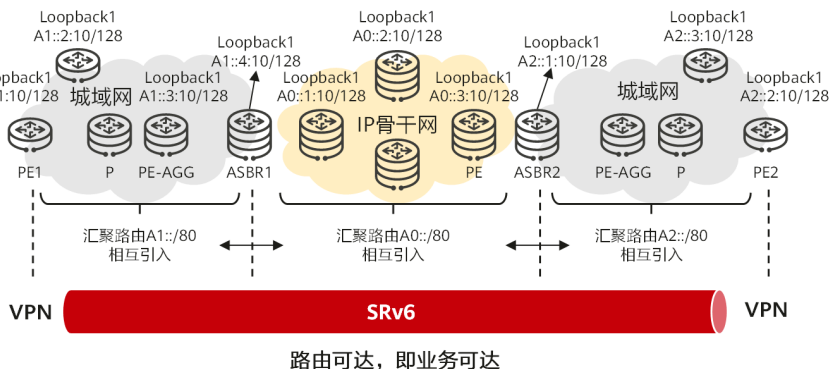 Loopback1
A1::2:10/128
Loopback1
A1::3:10/128
Loopback1
A1::4:10/128
Loopback1
A0::2:10/128
Loopback1
A0::1:10/128
Loopback1
A0::3:10/128
Loopback1
A2::1:10/128
Loopback1
A2::3:10/128
Loopback1
A2::2:10/128
城域网
IP骨干网
城域网
PE1
P
PE-AGG
ASBR1
PE
ASBR2
PE-AGG
P
PE2
汇聚路由A1::/80
相互引入
汇聚路由A0::/80
相互引入
汇聚路由A2::/80
相互引入
VPN
SRv6
VPN
路由可达，即业务可达